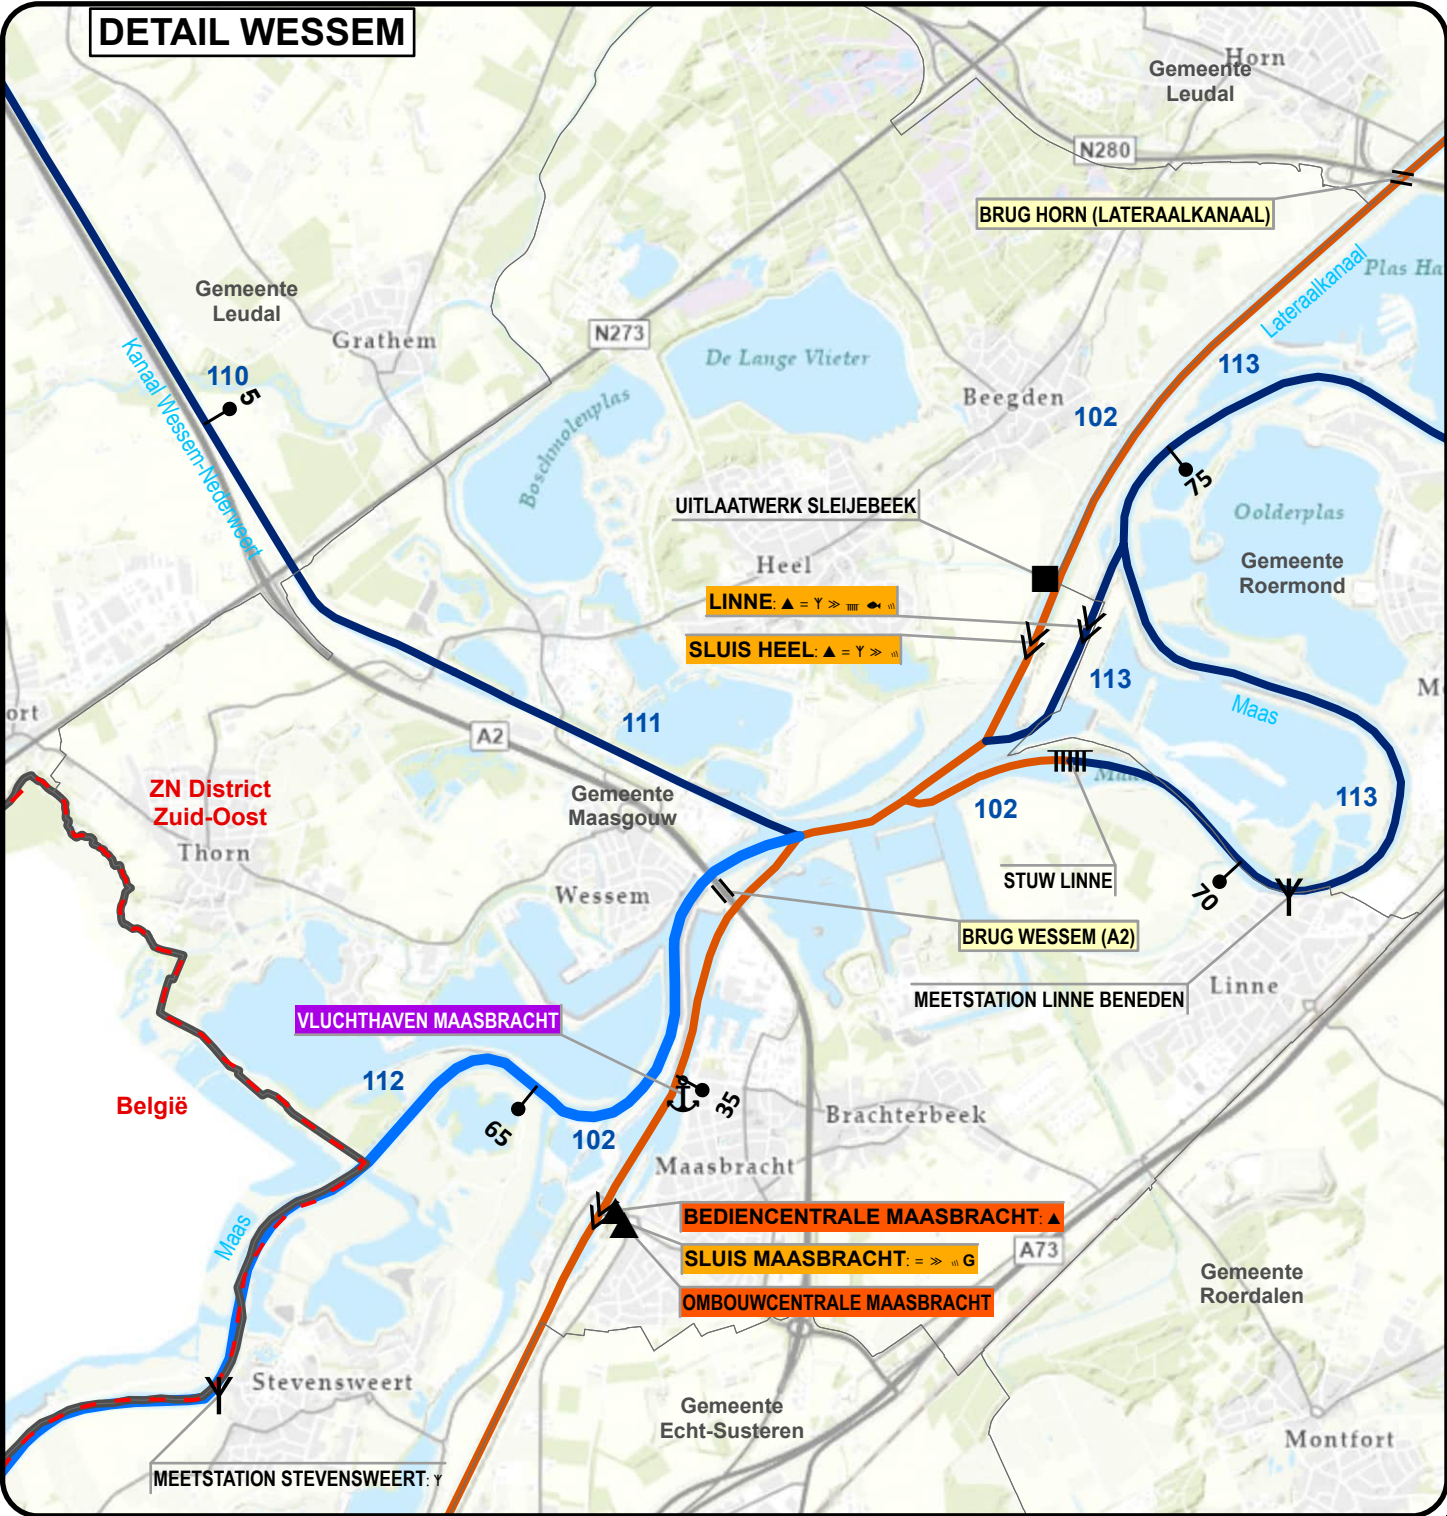 DETAIL WESSEM
Horn
Gemeente
Leudal
N280
BRUG HORN (LATERAALKANAAL)
Lateraalkanaal
Plas Ha
Gemeente
Leudal
Grathem
N273
De Lange Vlieter
Beegden
113
102
110
5
Kanaal Wessem-Nederweert
Boschmolenplas
75
UITLAATWERK SLEIJEBEEK
Oolderplas
Gemeente
Roermond
Heel
LINNE: ▲ = Y ≫
SLUIS HEEL: ▲ = Y ≫
113
Maas
M
ort
111
A2
ZN District
Zuid-Oost
Thorn
Gemeente
Maasgouw
Maas
102
113
Wessem
STUW LINNE
70
BRUG WESSEM (A2)
MEETSTATION LINNE BENEDEN
Linne
VLUCHTHAVEN MAASBRACHT
112
België
65
102
35
Brachterbeek
Maasbracht
BEDIENCENTRALE MAASBRACHT: ▲
SLUIS MAASBRACHT: = ≫ G
OMBOUWCENTRALE MAASBRACHT
A73
Maas
Gemeente
Roerdalen
Stevensweert
Gemeente
Echt-Susteren
Montfort
MEETSTATION STEVENSWEERT: Y